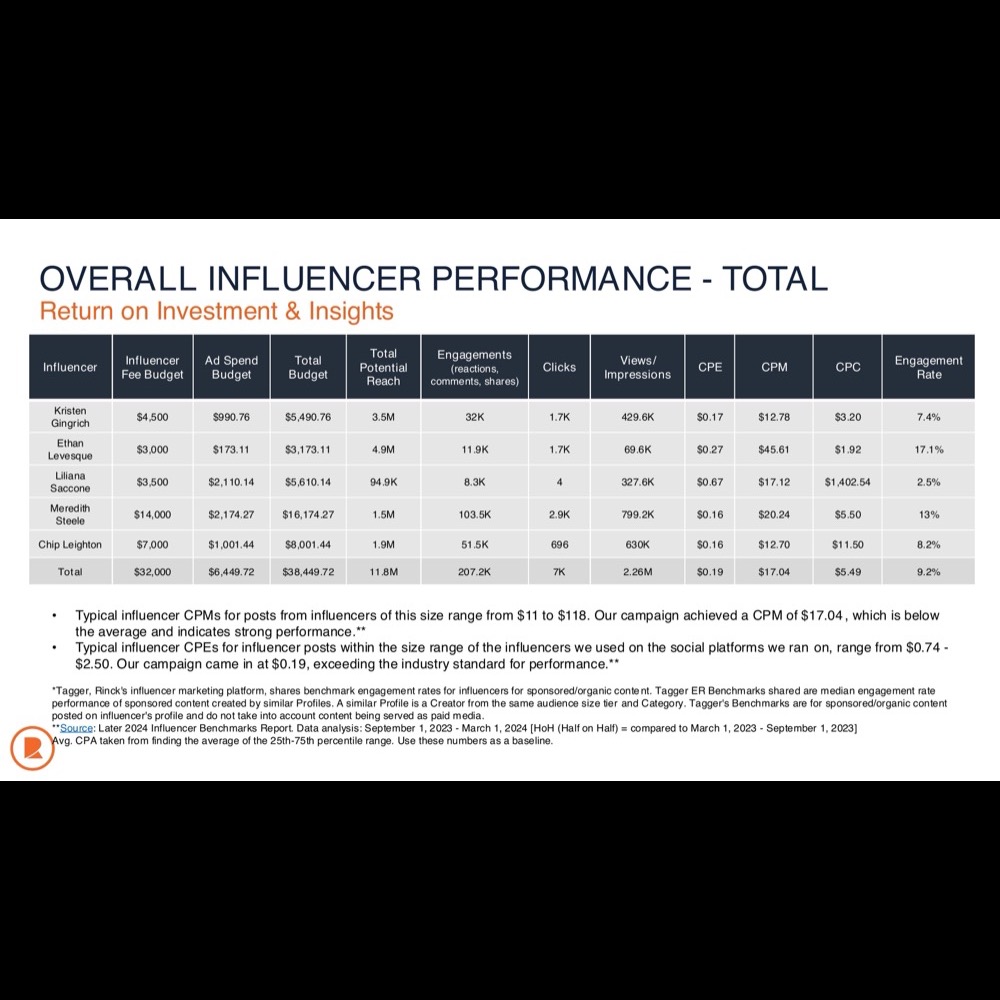 OVERALL INFLUENCER PERFORMANCE - TOTAL
Return on Investment & Insights
Influencer Influencer Fee Budget Ad Spend Budget Total Budget Total Potential Reach Engagements (reactions, comments, shares) Clicks Views/ Impressions CPE CPM CPC Engagement Rate
Kristen Gingrich $4,500 $990.76 $5,490.76 3.5M 32K 1.7K 429.6K $0.17 $12.78 $3.20 7.4%
Ethan Levesque $3,000 $173.11 $3,173.11 4.9M 11.9K 1.7K 69.6K $0.27 $45.61 $1.92 17.1%
Liliana Saccone $3,500 $2,110.14 $5,610.14 94.9K 8.3K 4 327.6K $0.67 $17.12 $1,402.54 2.5%
Meredith Steele $14,000 $2,174.27 $16,174.27 1.5M 103.5K 2.9K 799.2K $0.16 $20.24 $5.50 13%
Chip Leighton $7,000 $1,001.44 $8,001.44 1.9M 51.5K 696 630K $0.16 $12.70 $11.50 8.2%
Total $32,000 $6,449.72 $38,449.72 11.8M 207.2K 7K 2.26M $0.19 $17.04 $5.49 9.2%
• Typical influencer CPMs for posts from influencers of this size range from $11 to $118. Our campaign achieved a CPM of $17.04, which is below
the average and indicates strong performance.**
• Typical influencer CPEs for influencer posts within the size range of the influencers we used on the social platforms we ran on, range from $0.74 -
$2.50. Our campaign came in at $0.19, exceeding the industry standard for performance.**
*Tagger, Rinck's influencer marketing platform, shares benchmark engagement rates for influencers for sponsored/organic content. Tagger ER Benchmarks shared are median engagement rate
performance of sponsored content created by similar Profiles. A similar Profile is a Creator from the same audience size tier and Category. Tagger's Benchmarks are for sponsored/organic content
posted on influencer's profile and do not take into account content being served as paid media.
**Source: Later 2024 Influencer Benchmarks Report. Data analysis: September 1, 2023 - March 1, 2024 [HoH (Half on Half) = compared to March 1, 2023 - September 1, 2023]
Avg. CPA taken from finding the average of the 25th-75th percentile range. Use these numbers as a baseline.